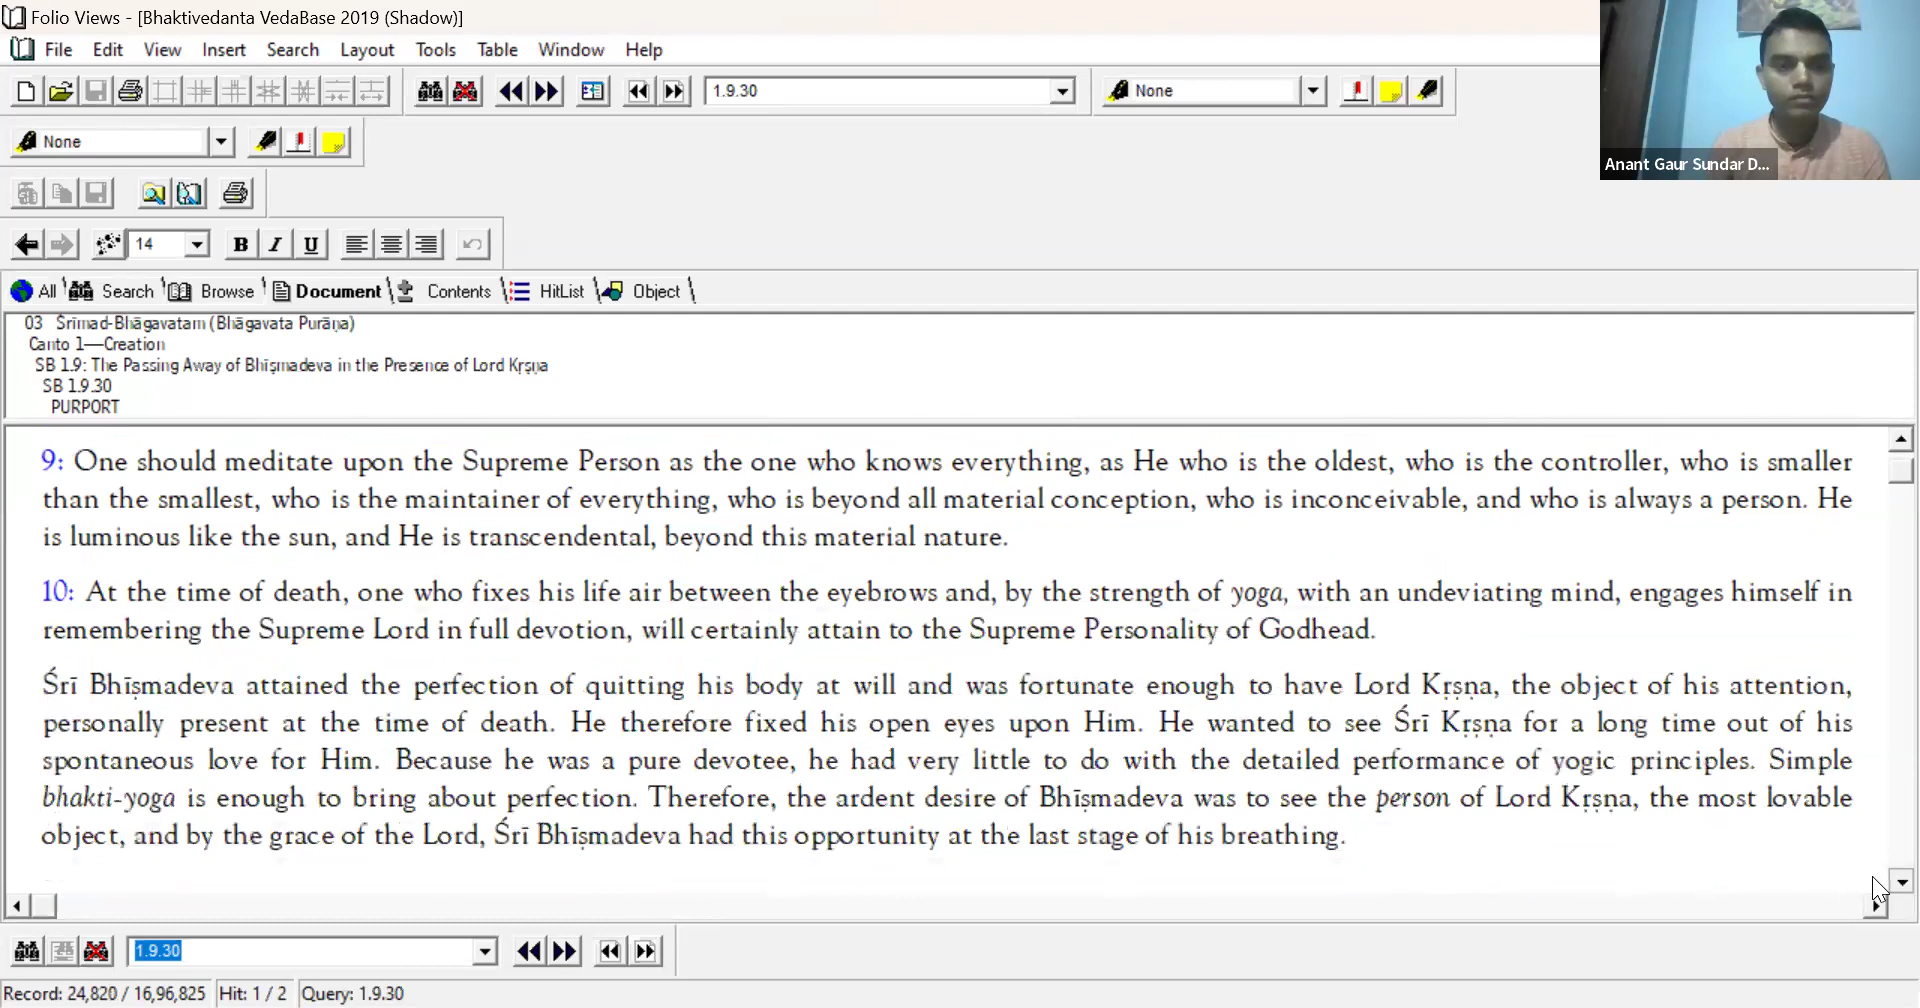 Folio Views - [Bhaktivedanta VedaBase 2019 (Shadow)]
File Edit View Insert Search Layout Tools Table Window Help
1.9.30 None
None
14 B I U
All Search Browse Document Contents HitList Object
03 Śrīmad-Bhāgavatam (Bhāgavata Purāṇa)
Canto 1—Creation
SB 1.9: The Passing Away of Bhīṣmadeva in the Presence of Lord Kṛṣṇa
SB 1.9.30
PURPORT
Anant Gaur Sundar D...
9: One should meditate upon the Supreme Person as the one who knows everything, as He who is the oldest, who is the controller, who is smaller
than the smallest, who is the maintainer of everything, who is beyond all material conception, who is inconceivable, and who is always a person. He
is luminous like the sun, and He is transcendental, beyond this material nature.
10: At the time of death, one who fixes his life air between the eyebrows and, by the strength of yoga, with an undeviating mind, engages himself in
remembering the Supreme Lord in full devotion, will certainly attain to the Supreme Personality of Godhead.
Śrī Bhīṣmadeva attained the perfection of quitting his body at will and was fortunate enough to have Lord Kṛṣṇa, the object of his attention,
personally present at the time of death. He therefore fixed his open eyes upon Him. He wanted to see Śrī Kṛṣṇa for a long time out of his
spontaneous love for Him. Because he was a pure devotee, he had very little to do with the detailed performance of yogic principles. Simple
bhakti-yoga is enough to bring about perfection. Therefore, the ardent desire of Bhīṣmadeva was to see the person of Lord Kṛṣṇa, the most lovable
object, and by the grace of the Lord, Śrī Bhīṣmadeva had this opportunity at the last stage of his breathing.
1.9.30
Record: 24,820 / 16,96,825 Hit: 1 / 2 Query: 1.9.30